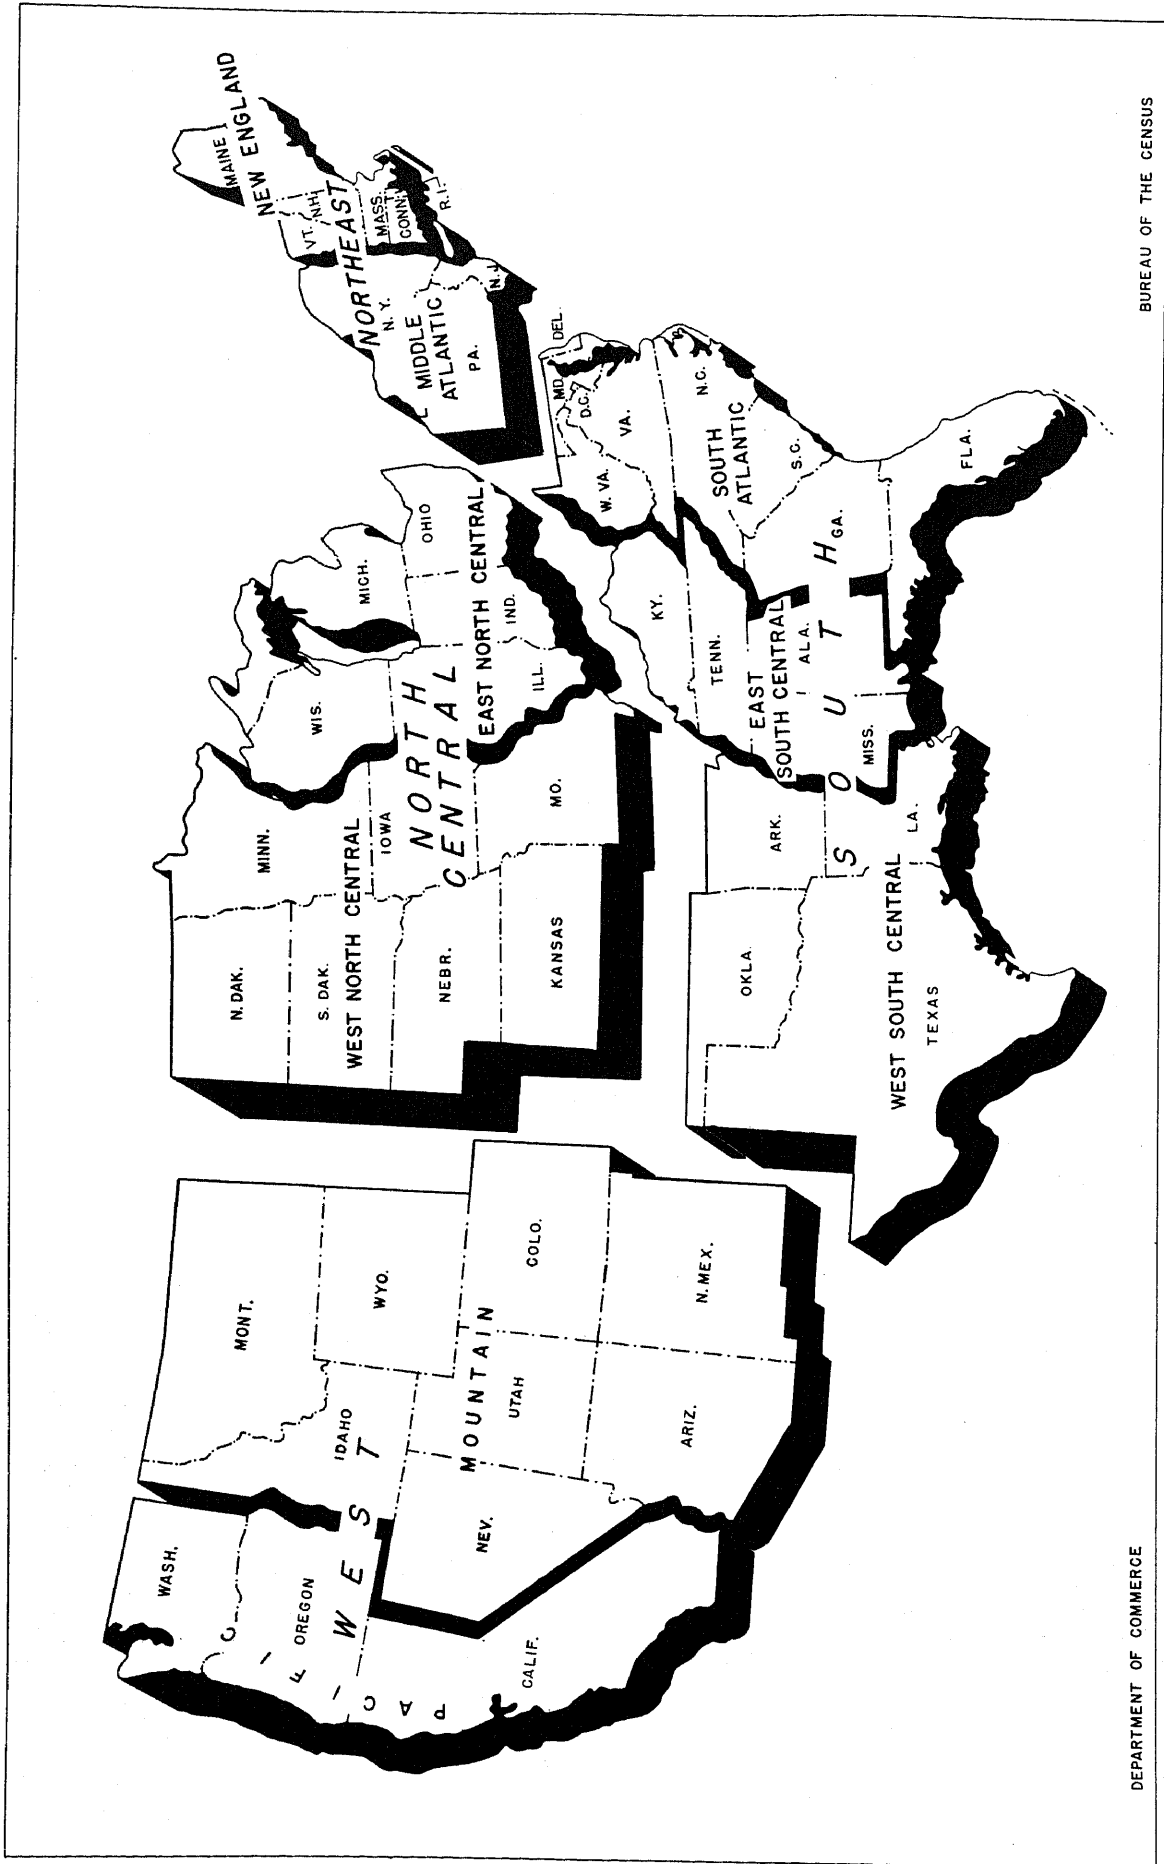 WEST
PACIFIC
WASH.
OREGON
CALIF.
MOUNTAIN
MONT.
IDAHO
WYO.
NEV.
UTAH
COLO.
ARIZ.
N. MEX.
NORTH
CENTRAL
WEST NORTH CENTRAL
N. DAK.
MINN.
S. DAK.
IOWA
NEBR.
KANSAS
MO.
EAST NORTH CENTRAL
WIS.
MICH.
ILL.
IND.
OHIO
NORTHEAST
NEW ENGLAND
MAINE
VT.
N.H.
MASS.
CONN.
R.I.
MIDDLE
ATLANTIC
N. Y.
PA.
N.J.
SOUTH
WEST SOUTH CENTRAL
OKLA.
ARK.
TEXAS
LA.
EAST
SOUTH CENTRAL
KY.
TENN.
MISS.
ALA.
SOUTH
ATLANTIC
W. VA.
MD.
DEL.
D.C.
VA.
N.C.
S.C.
GA.
FLA.
DEPARTMENT OF COMMERCE
BUREAU OF THE CENSUS